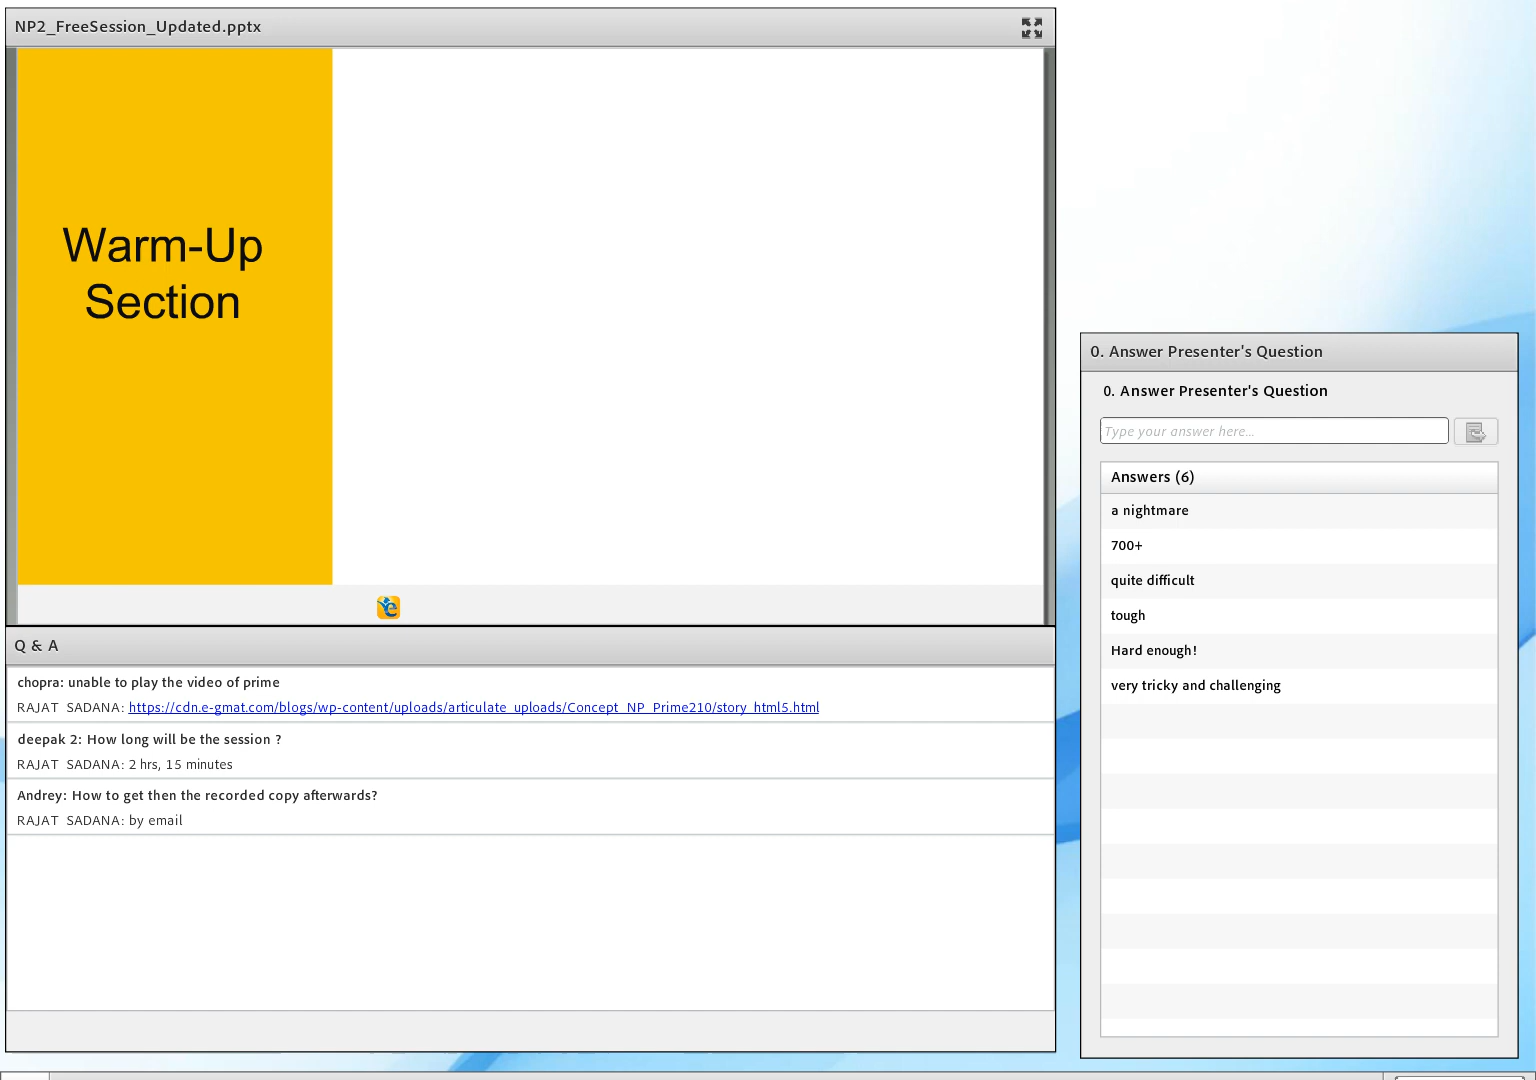 NP2_FreeSession_Updated.pptx
Warm-Up
Section
Q & A
chopra: unable to play the video of prime
RAJAT SADANA: https://cdn.e-gmat.com/blogs/wp-content/uploads/articulate_uploads/Concept_NP_Prime210/story_html5.html
deepak 2: How long will be the session ?
RAJAT SADANA: 2 hrs, 15 minutes
Andrey: How to get then the recorded copy afterwards?
RAJAT SADANA: by email
0. Answer Presenter's Question
0. Answer Presenter's Question
Type your answer here...
Answers (6)
a nightmare
700+
quite difficult
tough
Hard enough!
very tricky and challenging